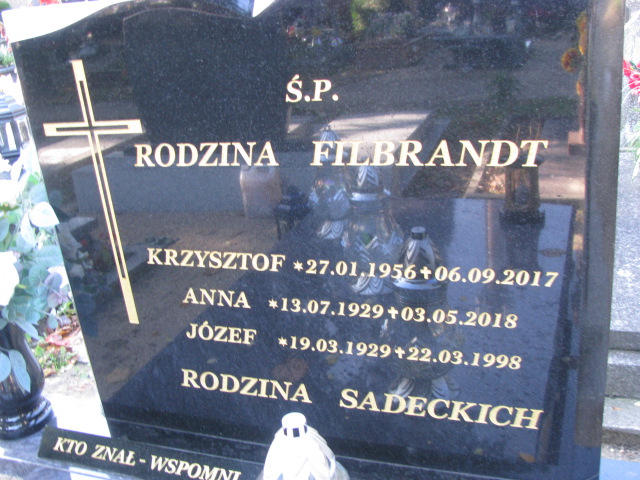 Ś.P.
RODZINA FILBRANDT
KRZYSZTOF *27.01.1956+06.09.2017
ANNA *13.07.1929+03.05.2018
JÓZEF *19.03.1929+22.03.1998
RODZINA SADECKICH
KTO ZNAŁ - WSPOMNI